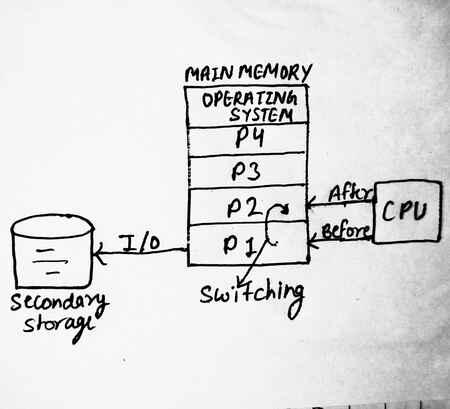 MAIN MEMORY
OPERATING
SYSTEM
P4
P3
P2
P1
After
Before
CPU
I/O
Secondary
Storage
Switching